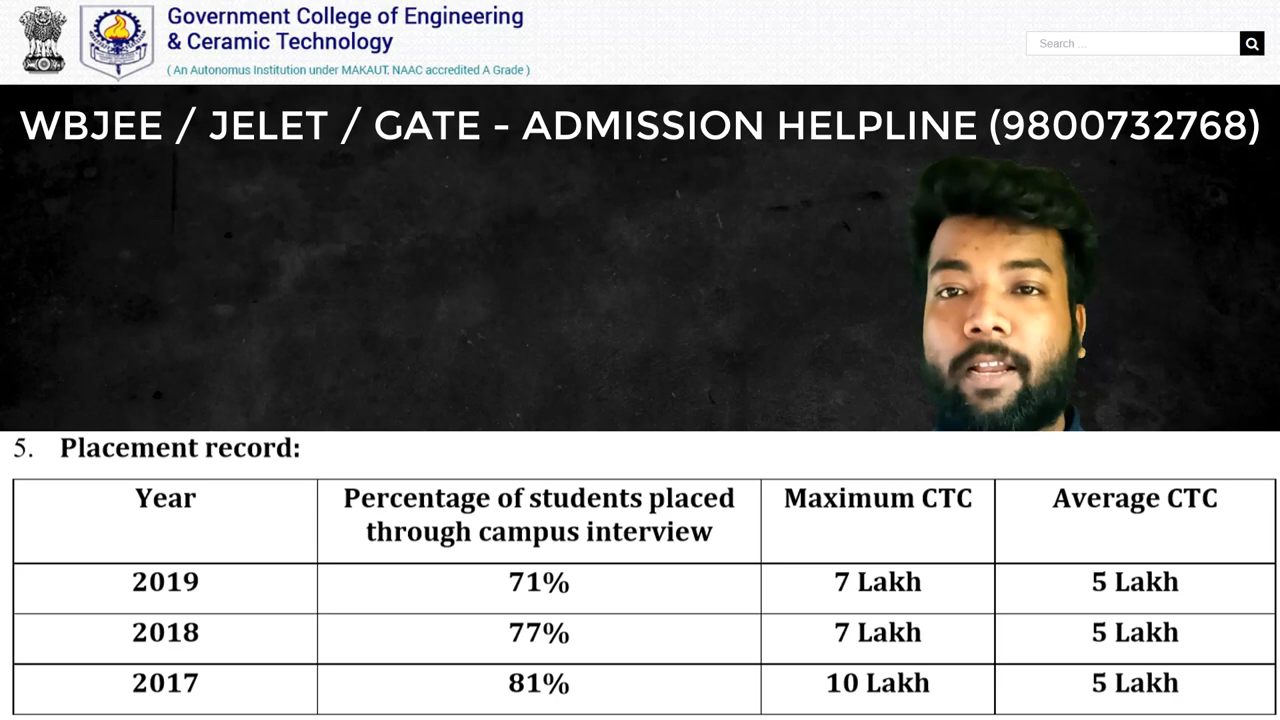 Government College of Engineering
& Ceramic Technology
( An Autonomus Institution under MAKAUT, NAAC accredited A Grade )
Search ...
WBJEE / JELET / GATE - ADMISSION HELPLINE (9800732768)
5. Placement record:
Year
Percentage of students placed
through campus interview
Maximum CTC
Average CTC
2019 71% 7 Lakh 5 Lakh
2018 77% 7 Lakh 5 Lakh
2017 81% 10 Lakh 5 Lakh